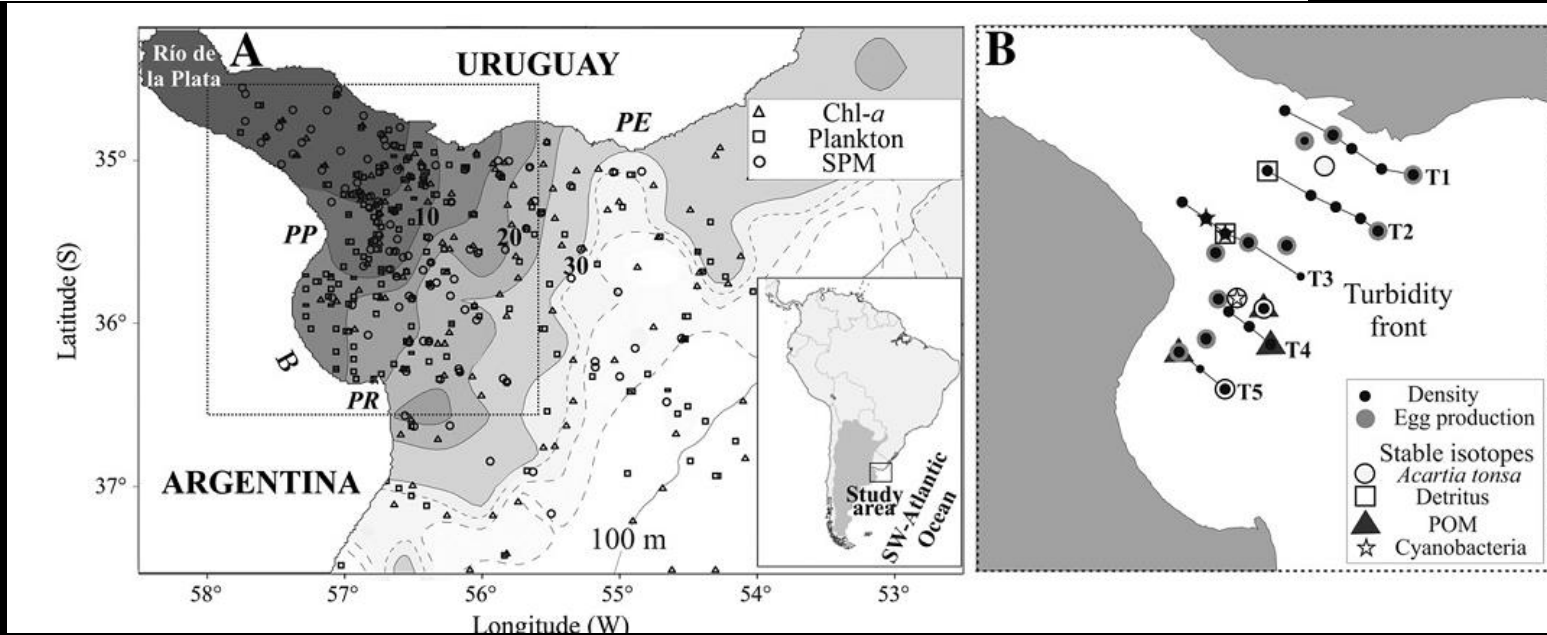 Río de
la Plata
A
URUGUAY
PE
Chl-a
Plankton
SPM
35°
10
PP
20
30
Latitude (S)
36°
B
PR
ARGENTINA
37°
100 m
Study
area
SW-Atlantic
Ocean
58°
57°
56°
55°
54°
53°
Longitude (W)
B
T1
T2
T3
Turbidity
front
T4
T5
Density
Egg production
Stable isotopes
Acartia tonsa
Detritus
POM
Cyanobacteria